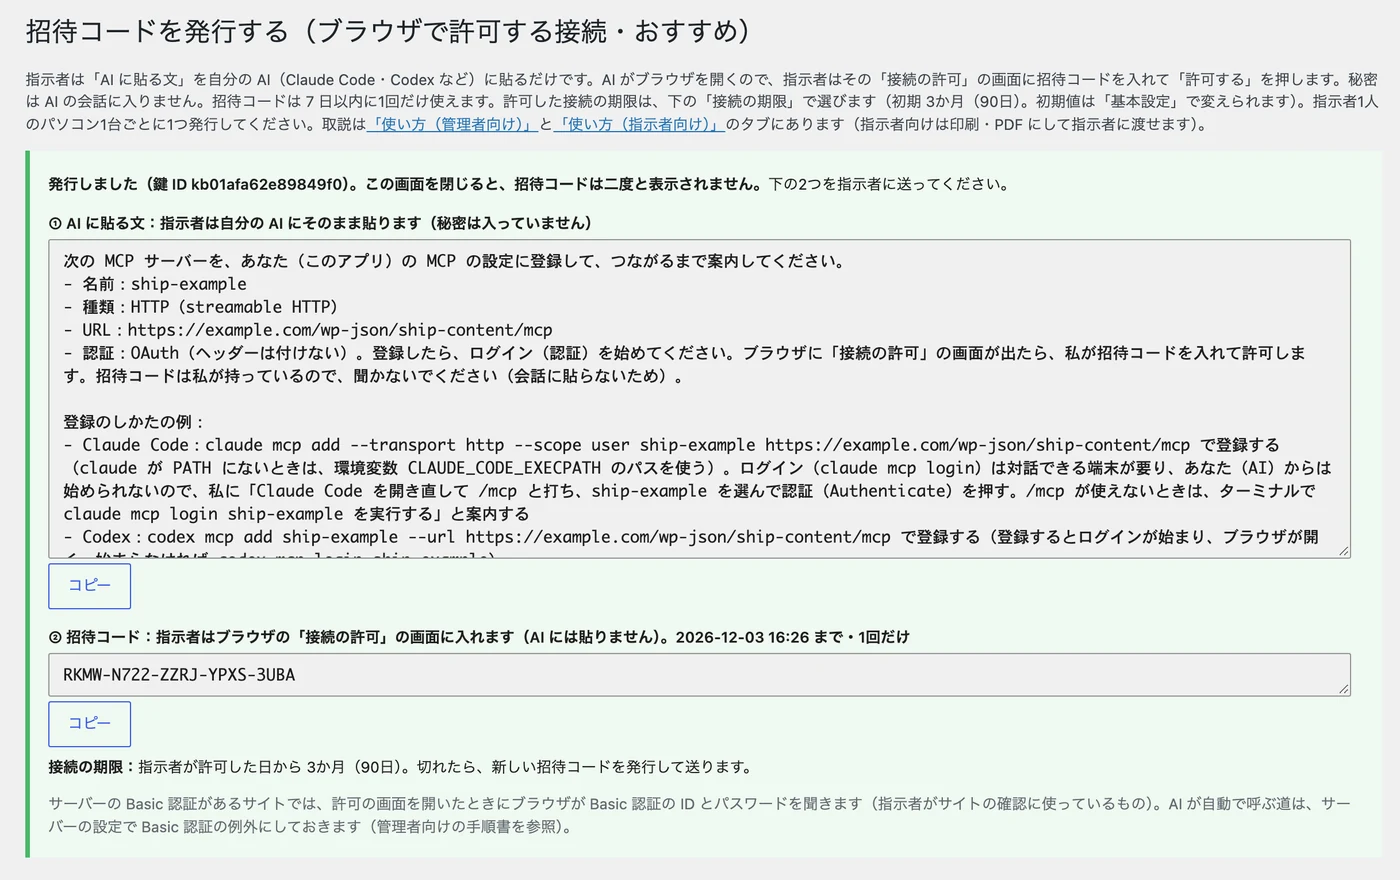 招待コードを発行する（ブラウザで許可する接続・おすすめ）
指示者は「AI に貼る文」を自分の AI（Claude Code・Codex など）に貼るだけです。AI がブラウザを開くので、指示者はその「接続の許可」の画面に招待コードを入れて「許可する」を押します。秘密
は AI の会話に入りません。招待コードは 7 日以内に1回だけ使えます。許可した接続の期限は、下の「接続の期限」で選びます（初期 3か月（90日）。初期値は「基本設定」で変えられます）。指示者1人
のパソコン1台ごとに1つ発行してください。取説は「使い方（管理者向け）」と「使い方（指示者向け）」のタブにあります（指示者向けは印刷・PDF にして指示者に渡せます）。
発行しました（鍵 ID kb01afa62e89849f0）。この画面を閉じると、招待コードは二度と表示されません。下の2つを指示者に送ってください。
① AI に貼る文：指示者は自分の AI にそのまま貼ります（秘密は入っていません）
次の MCP サーバーを、あなた（このアプリ）の MCP の設定に登録して、つながるまで案内してください。
- 名前：ship-example
- 種類：HTTP（streamable HTTP）
- URL：https://example.com/wp-json/ship-content/mcp
- 認証：OAuth（ヘッダーは付けない）。登録したら、ログイン（認証）を始めてください。ブラウザに「接続の許可」の画面が出たら、私が招待コードを入れて許可しま
す。招待コードは私が持っているので、聞かないでください（会話に貼らないため）。
登録のしかたの例：
- Claude Code：claude mcp add --transport http --scope user ship-example https://example.com/wp-json/ship-content/mcp で登録する
（claude が PATH にないときは、環境変数 CLAUDE_CODE_EXECPATH のパスを使う）。ログイン（claude mcp login）は対話できる端末が要り、あなた（AI）からは
始められないので、私に「Claude Code を開き直して /mcp と打ち、ship-example を選んで認証（Authenticate）を押す。/mcp が使えないときは、ターミナルで
claude mcp login ship-example を実行する」と案内する
- Codex：codex mcp add ship-example --url https://example.com/wp-json/ship-content/mcp で登録する（登録するとログインが始まり、ブラウザが開
く。始まらなければ codex mcp login ship-example）
コピー
② 招待コード：指示者はブラウザの「接続の許可」の画面に入れます（AI には貼りません）。2026-12-03 16:26 まで・1回だけ
RKMW-N722-ZZRJ-YPXS-3UBA
コピー
接続の期限：指示者が許可した日から 3か月（90日）。切れたら、新しい招待コードを発行して送ります。
サーバーの Basic 認証があるサイトでは、許可の画面を開いたときにブラウザが Basic 認証の ID とパスワードを聞きます（指示者がサイトの確認に使っているもの）。AI が自動で呼ぶ道は、サー
バーの設定で Basic 認証の例外にしておきます（管理者向けの手順書を参照）。